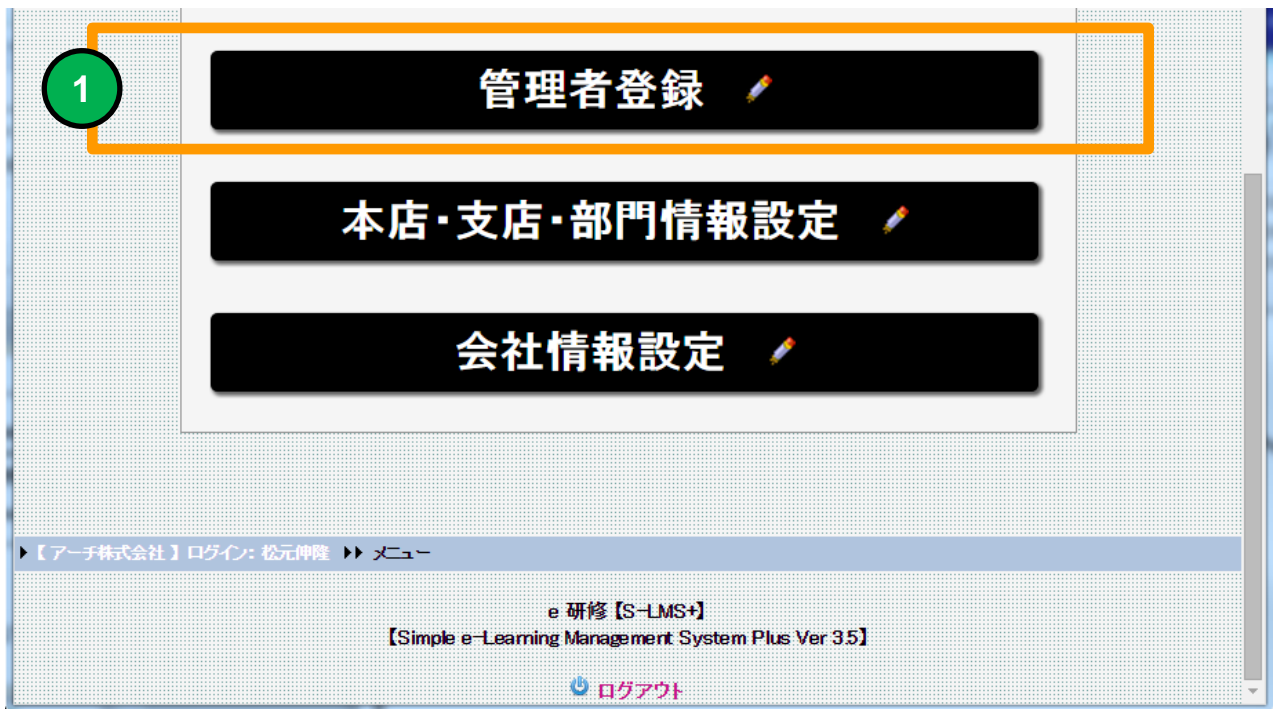 1
管理者登録
本店・支店・部門情報設定
会社情報設定
【 アーチ株式会社 】ログイン: 松元伸隆 メニュー
e 研修【S-LMS+】
【Simple e-Learning Management System Plus Ver 3.5】
ログアウト